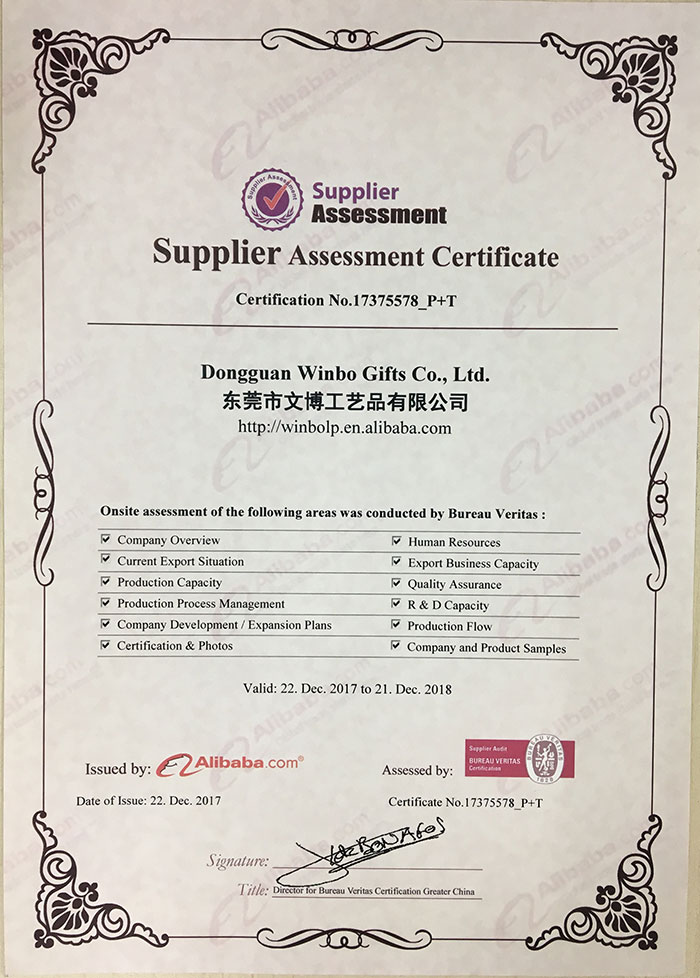 Supplier Assessment
Supplier
Assessment
Supplier Assessment Certificate
Certification No.17375578_P+T
Dongguan Winbo Gifts Co., Ltd.
东莞市文博工艺品有限公司
http://winbolp.en.alibaba.com
Onsite assessment of the following areas was conducted by Bureau Veritas :
Company Overview Human Resources
Current Export Situation Export Business Capacity
Production Capacity Quality Assurance
Production Process Management R & D Capacity
Company Development / Expansion Plans Production Flow
Certification & Photos Company and Product Samples
Valid: 22. Dec. 2017 to 21. Dec. 2018
Issued by: Alibaba.com®
Supplier Audit
BUREAU VERITAS
Certification
BUREAU VERITAS
1828
Assessed by:
Date of Issue: 22. Dec. 2017 Certificate No.17375578_P+T
Signature:
Title: Director for Bureau Veritas Certification Greater China